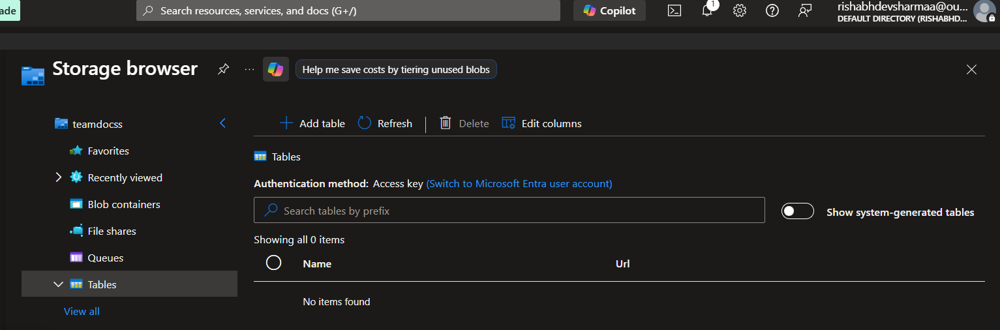 ade
Search resources, services, and docs (G+/)
Copilot
1
rishabhdevsharmaa@ou...
DEFAULT DIRECTORY (RISHABHD...
Storage browser
...
Help me save costs by tiering unused blobs
teamdocss
Favorites
Recently viewed
Blob containers
File shares
Queues
Tables
View all
Add table
Refresh
Delete
Edit columns
Tables
Authentication method: Access key (Switch to Microsoft Entra user account)
Search tables by prefix
Show system-generated tables
Showing all 0 items
Name Url
No items found